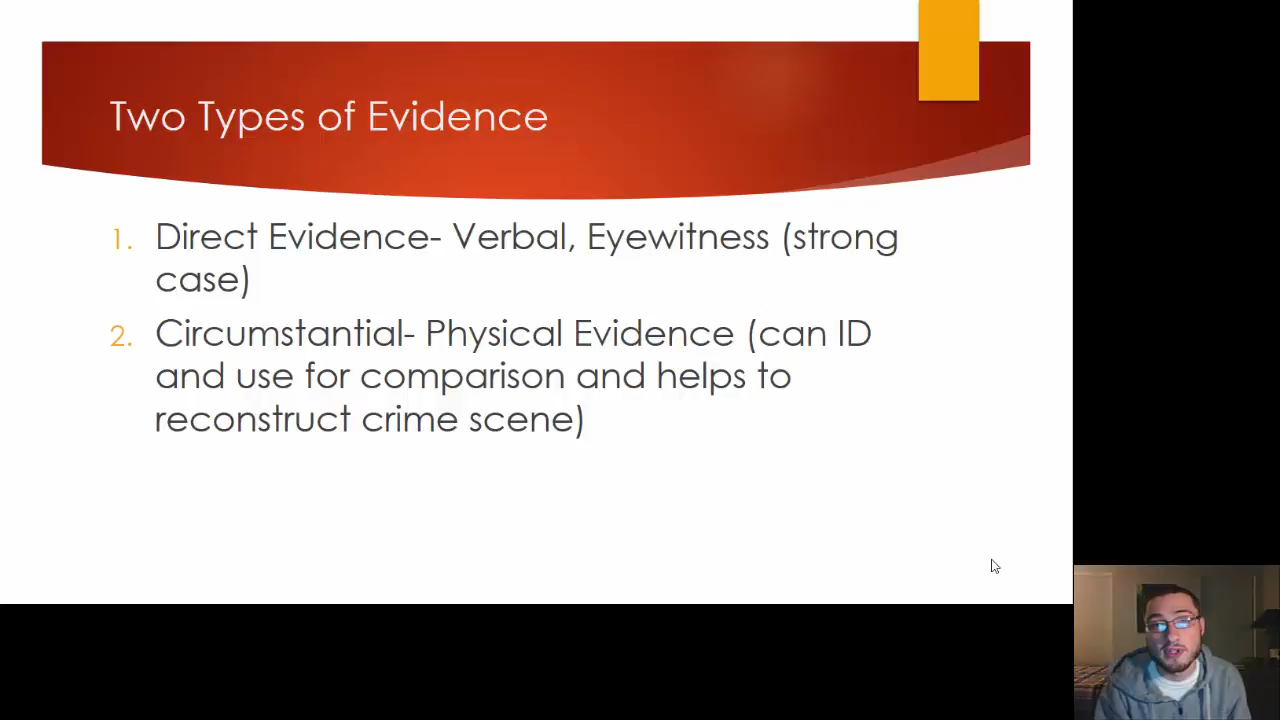 Two Types of Evidence
1. Direct Evidence- Verbal, Eyewitness (strong
case)
2. Circumstantial- Physical Evidence (can ID
and use for comparison and helps to
reconstruct crime scene)